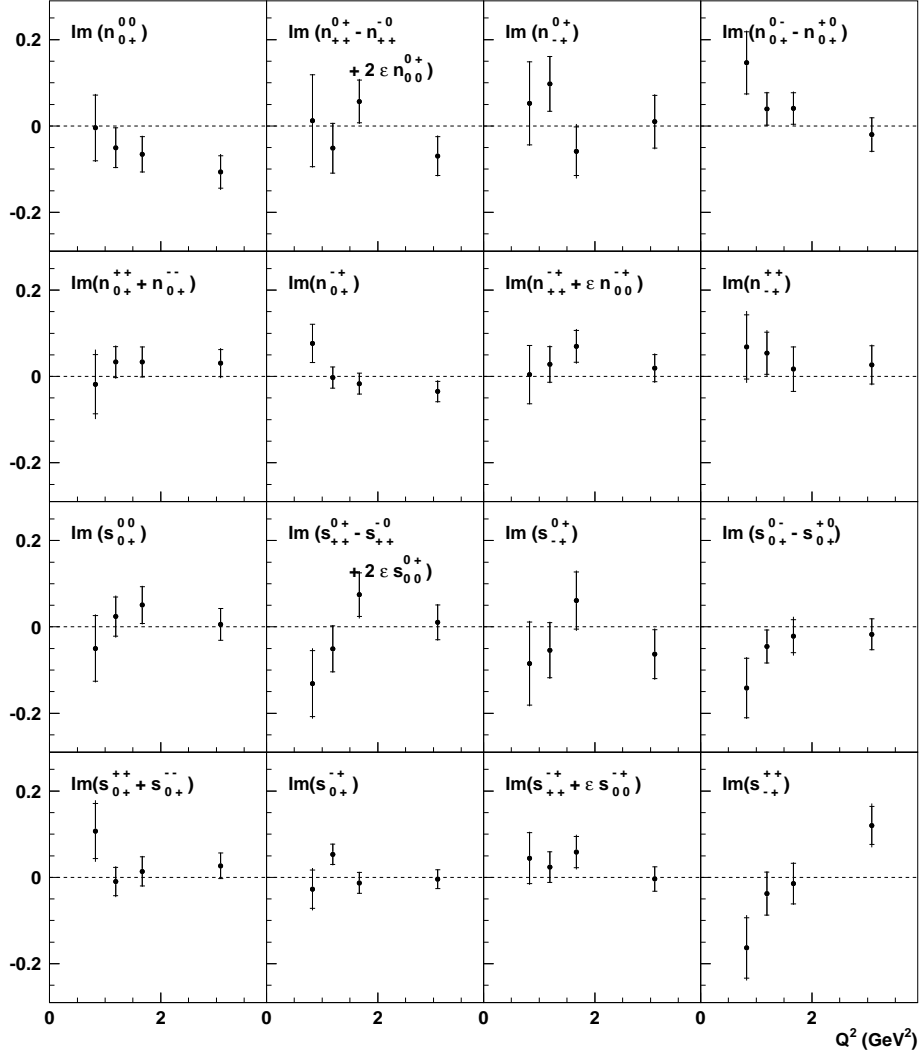 0.2
0
-0.2
Im (n^{00}_{0+})
Im (n^{0+}_{++} - n^{-0}_{++}
+ 2 ε n^{0+}_{00})
Im (n^{0+}_{-+})
Im (n^{0-}_{0+} - n^{+0}_{0+})
0.2
0
-0.2
Im(n^{++}_{0+} + n^{--}_{0+})
Im(n^{-+}_{0+})
Im(n^{-+}_{++} + ε n^{-+}_{00})
Im(n^{++}_{-+})
0.2
0
-0.2
Im (s^{00}_{0+})
Im (s^{0+}_{++} - s^{-0}_{++}
+ 2 ε s^{0+}_{00})
Im (s^{0+}_{-+})
Im (s^{0-}_{0+} - s^{+0}_{0+})
0.2
0
-0.2
Im(s^{++}_{0+} + s^{--}_{0+})
Im(s^{-+}_{0+})
Im(s^{-+}_{++} + ε s^{-+}_{00})
Im(s^{++}_{-+})
0 2 0 2 0 2 0 2
Q² (GeV²)